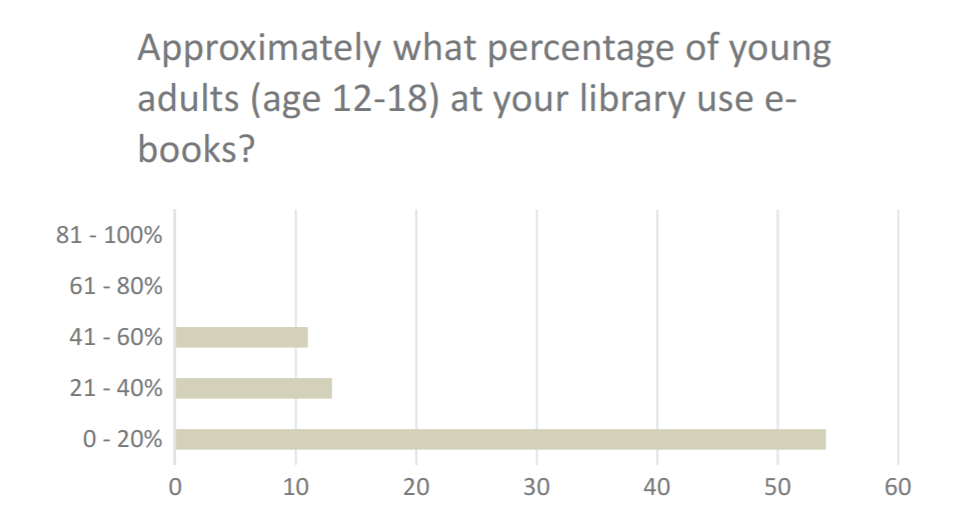 Approximately what percentage of young
adults (age 12-18) at your library use e-
books?
81 - 100%
61 - 80%
41 - 60%
21 - 40%
0 - 20%
0 10 20 30 40 50 60